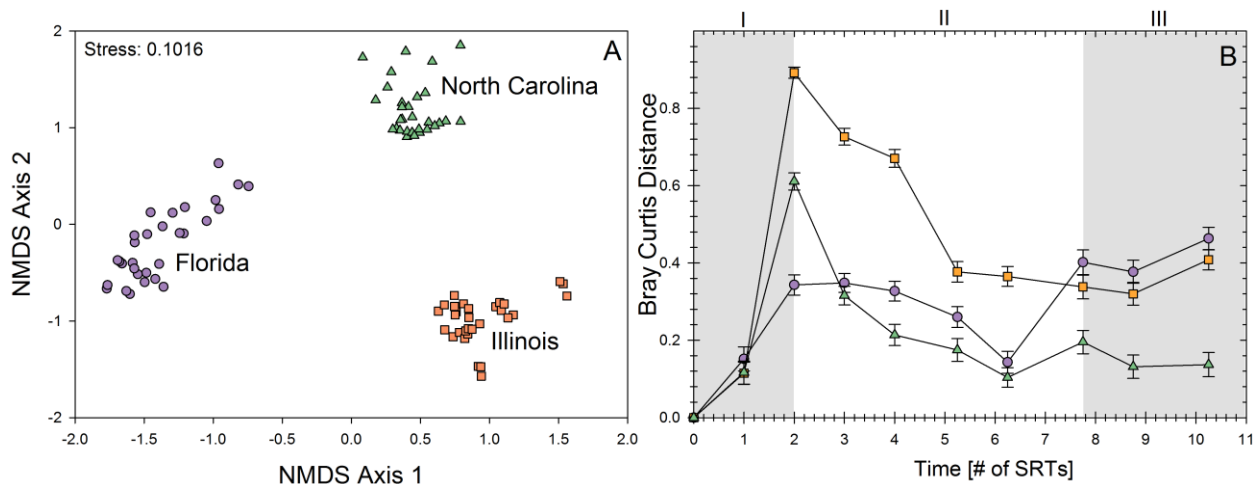 Stress: 0.1016
A
North Carolina
Florida
Illinois
NMDS Axis 2
2
1
0
-1
-2
-2.0 -1.5 -1.0 -0.5 0.0 0.5 1.0 1.5 2.0
NMDS Axis 1
I II III
B
Bray Curtis Distance
0.8
0.6
0.4
0.2
0.0
0 1 2 3 4 5 6 7 8 9 10 11
Time [# of SRTs]